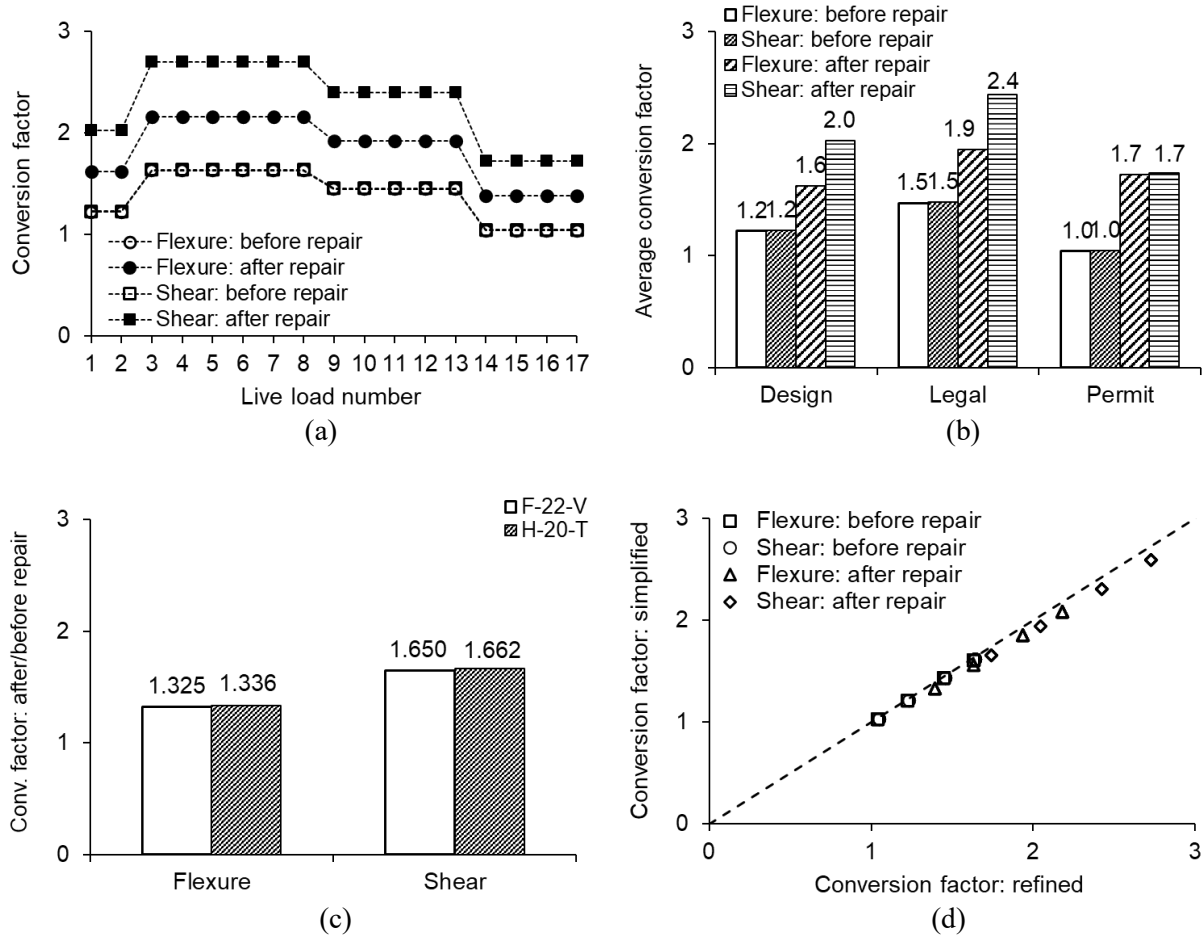 3
2
1
0
Conversion factor
Flexure: before repair
Flexure: after repair
Shear: before repair
Shear: after repair
1 2 3 4 5 6 7 8 9 10 11 12 13 14 15 16 17
Live load number
(a)
Flexure: before repair
Shear: before repair
Flexure: after repair
Shear: after repair
3
2
1
0
Average conversion factor
1.2 1.2 1.6 2.0
1.5 1.5 1.9 2.4
1.0 1.0 1.7 1.7
Design Legal Permit
(b)
F-22-V
H-20-T
3
2
1
0
Conv. factor: after/before repair
1.325 1.336
1.650 1.662
Flexure Shear
(c)
3
2
1
0
Conversion factor: simplified
Flexure: before repair
Shear: before repair
Flexure: after repair
Shear: after repair
0 1 2 3
Conversion factor: refined
(d)